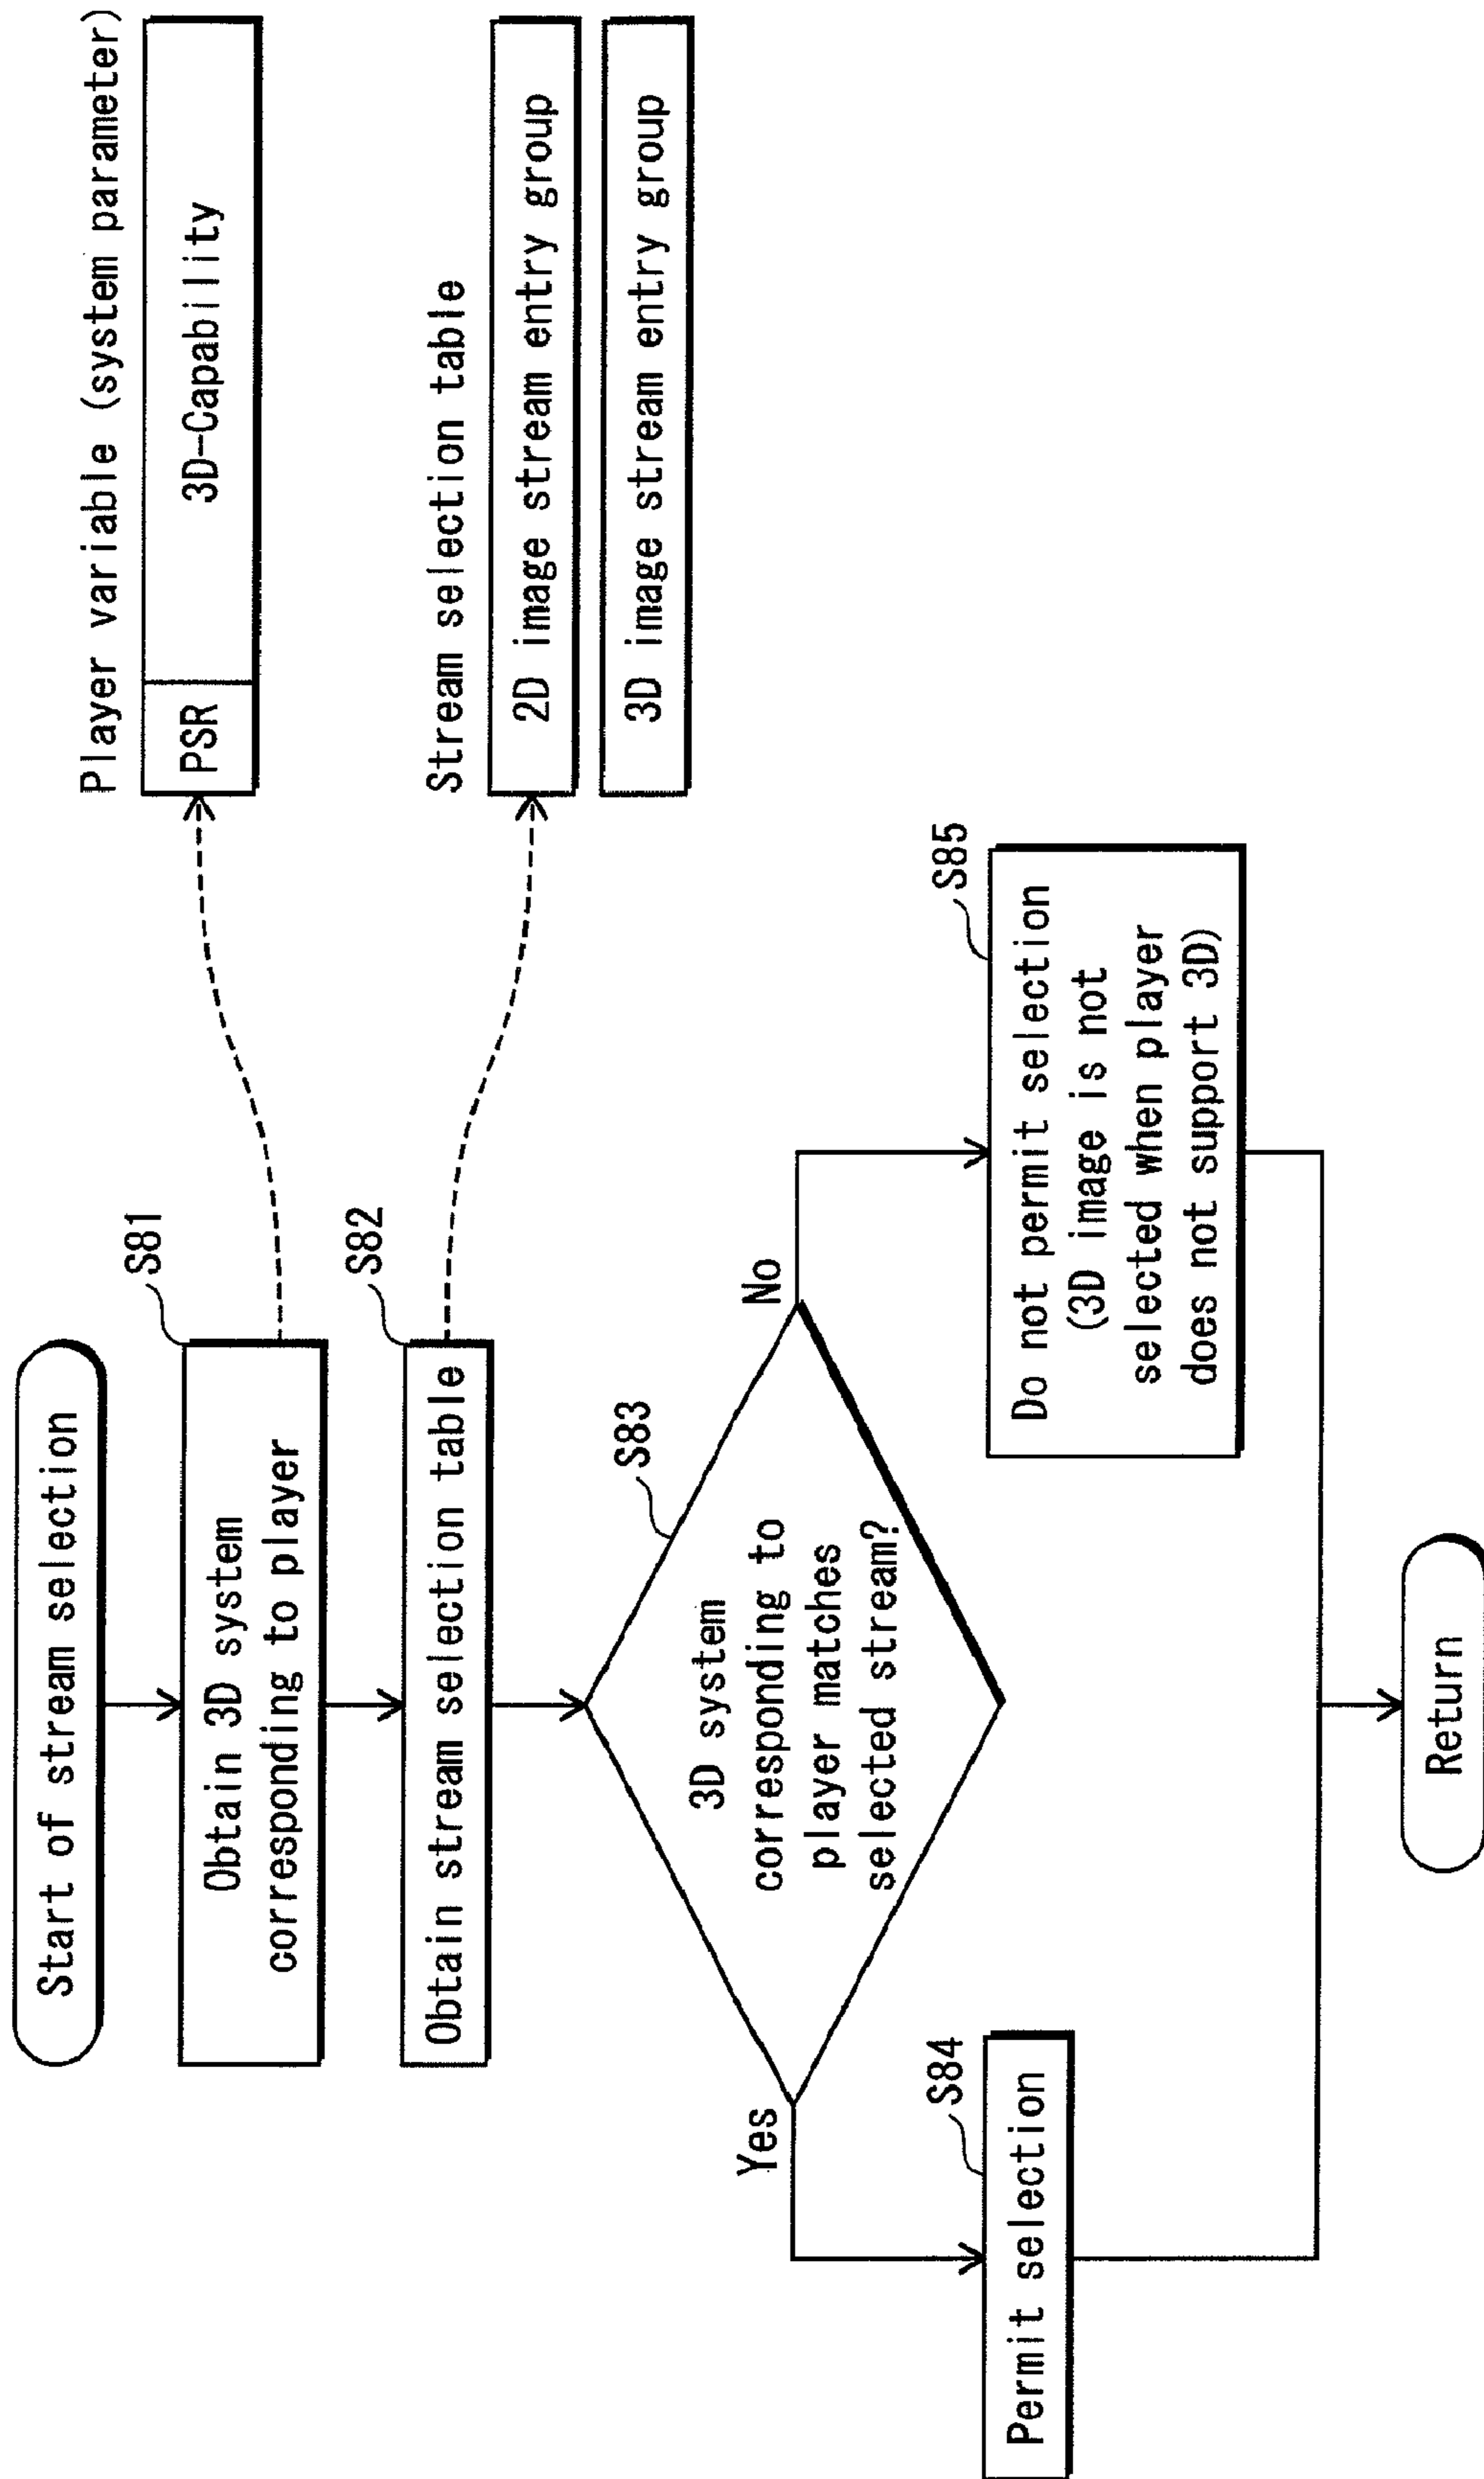 Start of stream selection
S81
Obtain 3D system
corresponding to player
Player variable (system parameter)
PSR
3D-Capability
S82
Obtain stream selection table
Stream selection table
2D image stream entry group
3D image stream entry group
S83
3D system
corresponding to
player matches
selected stream?
Yes
No
S84
Permit selection
S85
Do not permit selection
(3D image is not
selected when player
does not support 3D)
Return